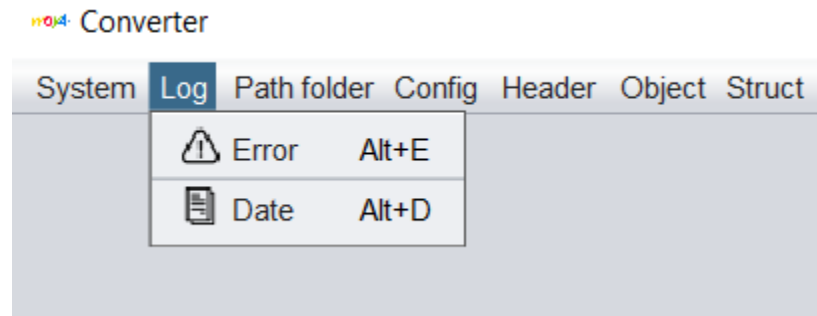 Converter
System Log Path folder Config Header Object Struct
Error Alt+E
Date Alt+D